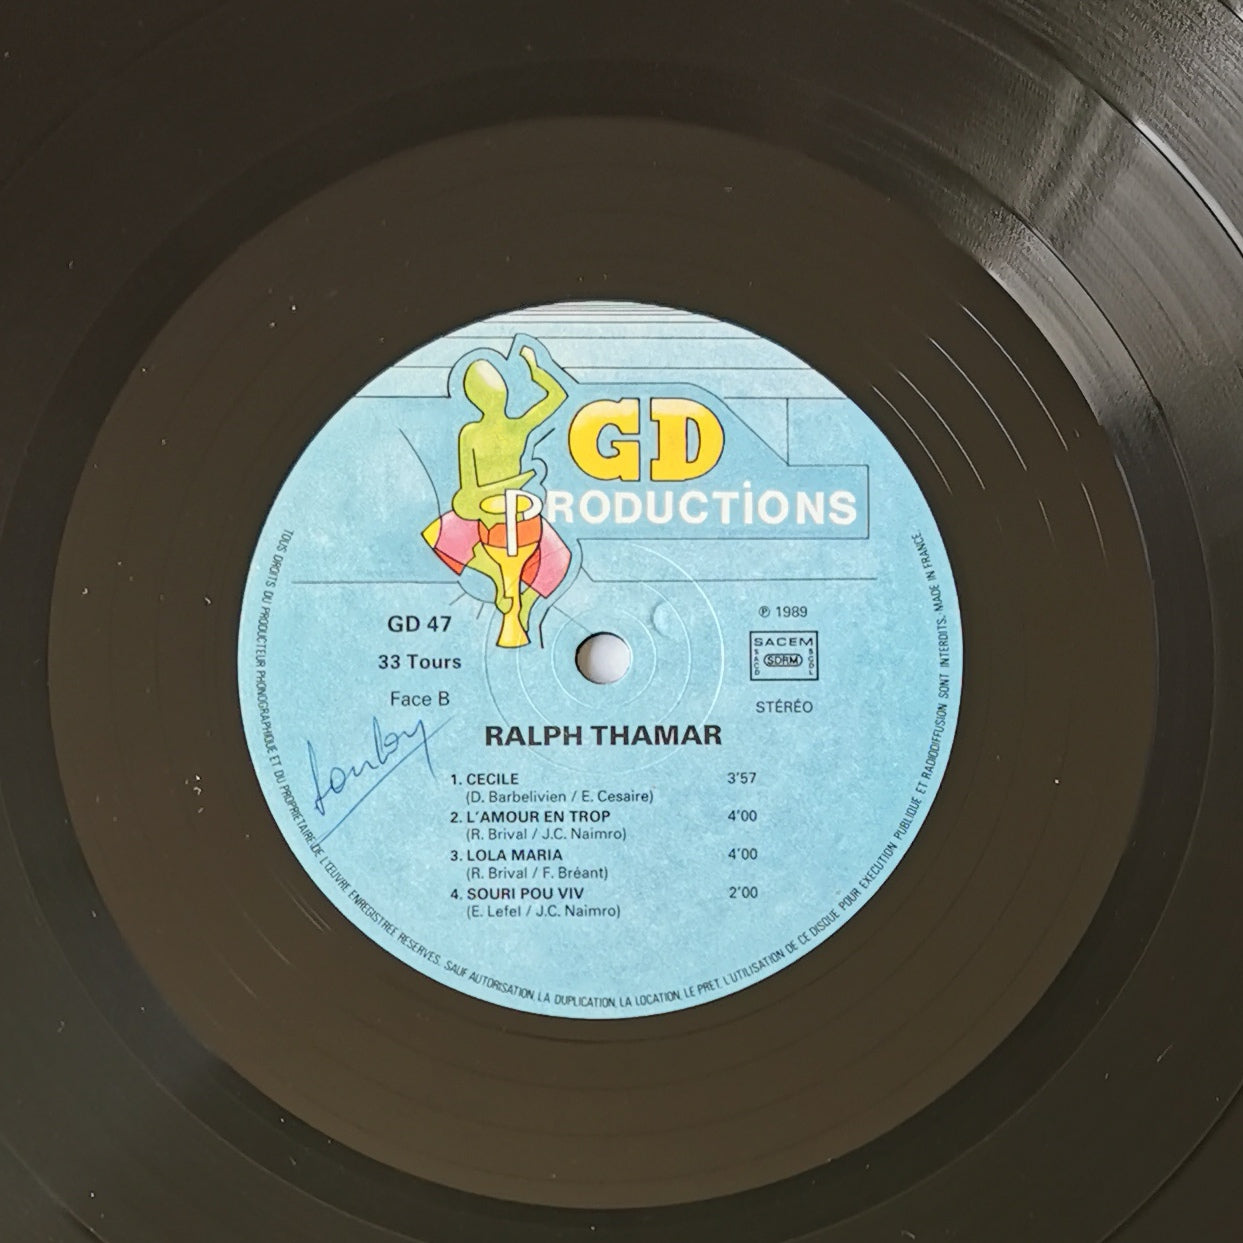 GD
PRODUCTiONS
GD 47
33 Tours
Face B
℗ 1989
SACEM
SACD
SDRM
SGDL
STÉRÉO
RALPH THAMAR
1. CECILE 3'57
(D. Barbelivien / E. Cesaire)
2. L'AMOUR EN TROP 4'00
(R. Brival / J.C. Naimro)
3. LOLA MARIA 4'00
(R. Brival / F. Bréant)
4. SOURI POU VIV 2'00
(E. Lefel / J.C. Naimro)
TOUS DROITS DU PRODUCTEUR PHONOGRAPHIQUE ET DU PROPRIETAIRE DE L'ŒUVRE ENREGISTREE RESERVES. SAUF AUTORISATION, LA DUPLICATION, LA LOCATION, LE PRET, L'UTILISATION DE CE DISQUE POUR EXECUTION PUBLIQUE ET RADIODIFFUSION SONT INTERDITS. MADE IN FRANCE